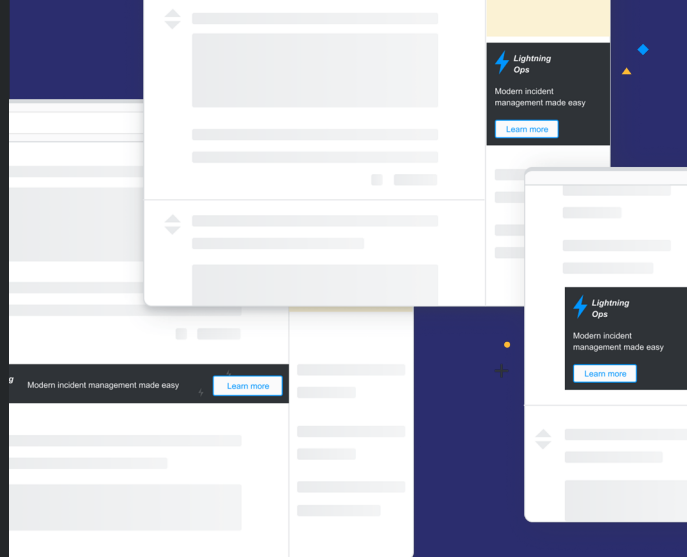 Lightning
Ops
Modern incident
management made easy
Learn more
Lightning
Ops
Modern incident
management made easy
Learn more
g
Modern incident management made easy
Learn more